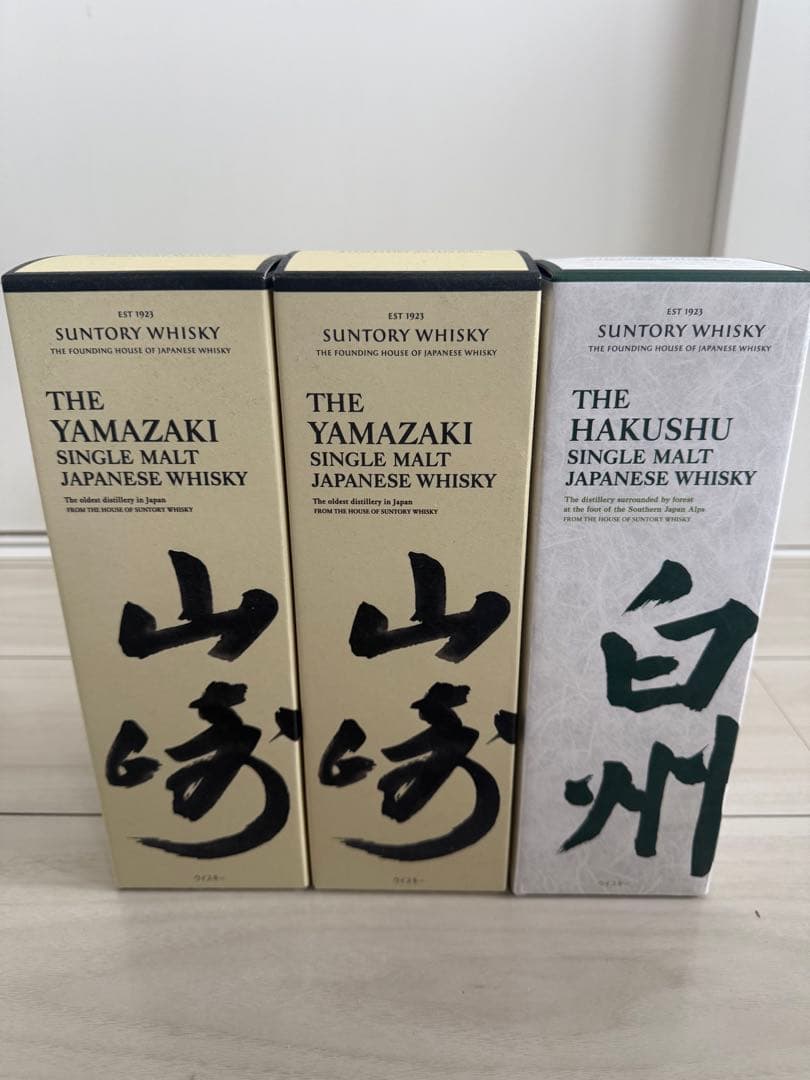 EST 1923
SUNTORY WHISKY
THE FOUNDING HOUSE OF JAPANESE WHISKY
THE
YAMAZAKI
SINGLE MALT
JAPANESE WHISKY
The oldest distillery in Japan
FROM THE HOUSE OF SUNTORY WHISKY
山崎
ウイスキー
EST 1923
SUNTORY WHISKY
THE FOUNDING HOUSE OF JAPANESE WHISKY
THE
YAMAZAKI
SINGLE MALT
JAPANESE WHISKY
The oldest distillery in Japan
FROM THE HOUSE OF SUNTORY WHISKY
山崎
ウイスキー
EST 1923
SUNTORY WHISKY
THE FOUNDING HOUSE OF JAPANESE WHISKY
THE
HAKUSHU
SINGLE MALT
JAPANESE WHISKY
The distillery surrounded by forest
at the foot of the Southern Japan Alps
FROM THE HOUSE OF SUNTORY WHISKY
白州
ウイスキー